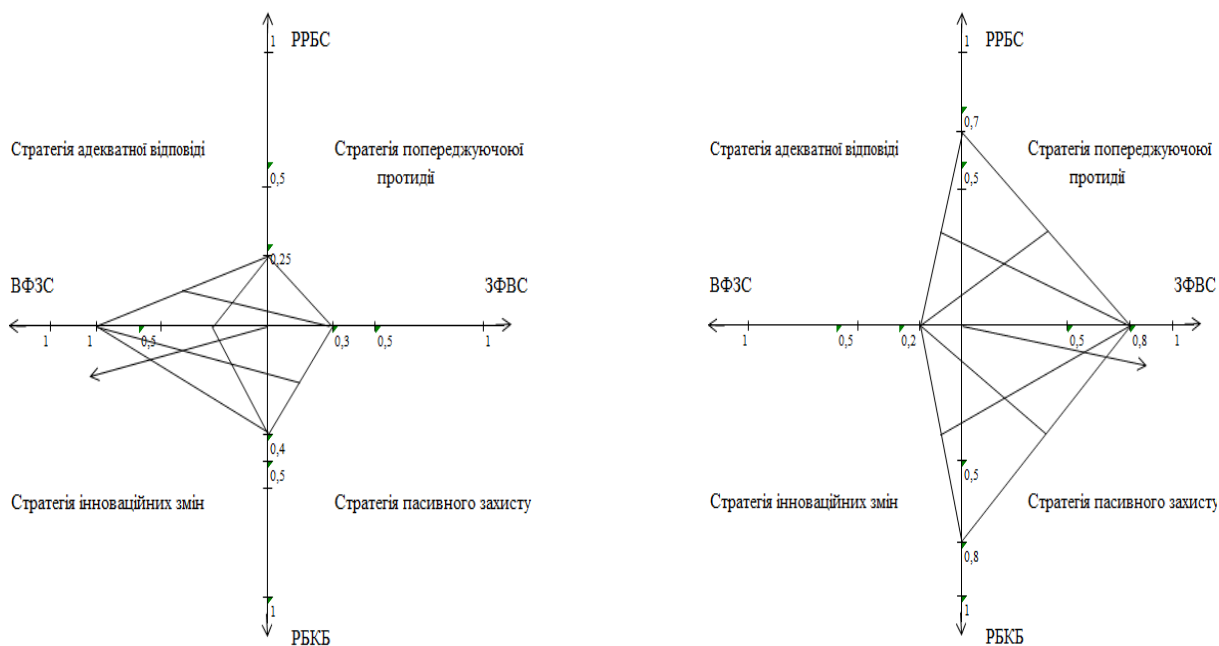 1
РРБС
Стратегія адекватної відповіді
Стратегія попереджуючоюї
протидії
0,5
0,25
ВФЗС
ЗФВС
1
1
0,5
0,3
0,5
1
0,4
0,5
Стратегія інноваційних змін
Стратегія пасивного захисту
1
РБКБ
1
РРБС
0,7
Стратегія адекватної відповіді
Стратегія попереджуючоюї
протидії
0,5
ВФЗС
ЗФВС
1
0,5
0,2
0,5
0,8
1
0,5
Стратегія інноваційних змін
Стратегія пасивного захисту
0,8
1
РБКБ